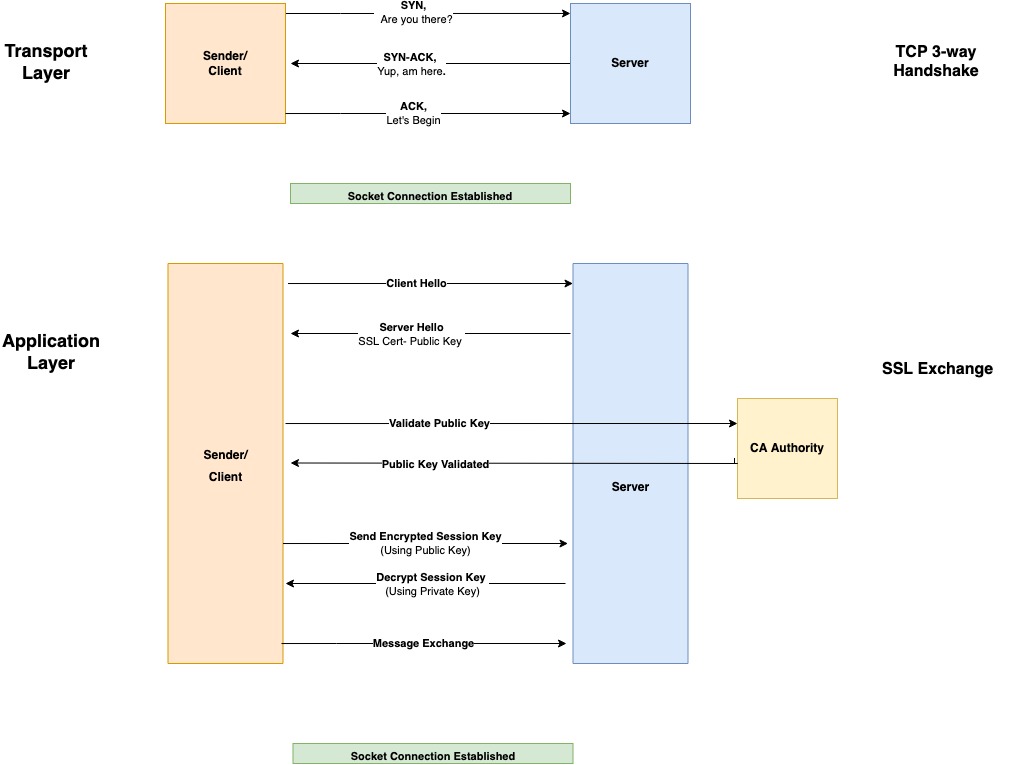 SYN,
Are you there?
Transport
Layer
Sender/
Client
SYN-ACK,
Yup, am here.
Server
TCP 3-way
Handshake
ACK,
Let's Begin
Socket Connection Established
Client Hello
Server Hello
SSL Cert- Public Key
Application
Layer
SSL Exchange
Validate Public Key
CA Authority
Sender/
Client
Public Key Validated
Server
Send Encrypted Session Key
(Using Public Key)
Decrypt Session Key
(Using Private Key)
Message Exchange
Socket Connection Established